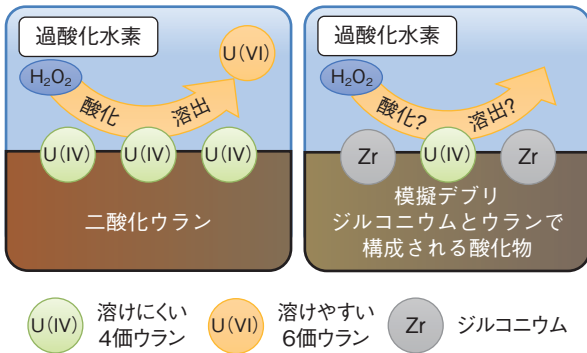 過酸化水素
H₂O₂
酸化
溶出
U(VI)
U(IV)
U(IV)
U(IV)
二酸化ウラン
過酸化水素
H₂O₂
酸化?
溶出?
Zr
U(IV)
Zr
模擬デブリ
ジルコニウムとウランで
構成される酸化物
U(IV)
溶けにくい
4価ウラン
U(VI)
溶けやすい
6価ウラン
Zr
ジルコニウム